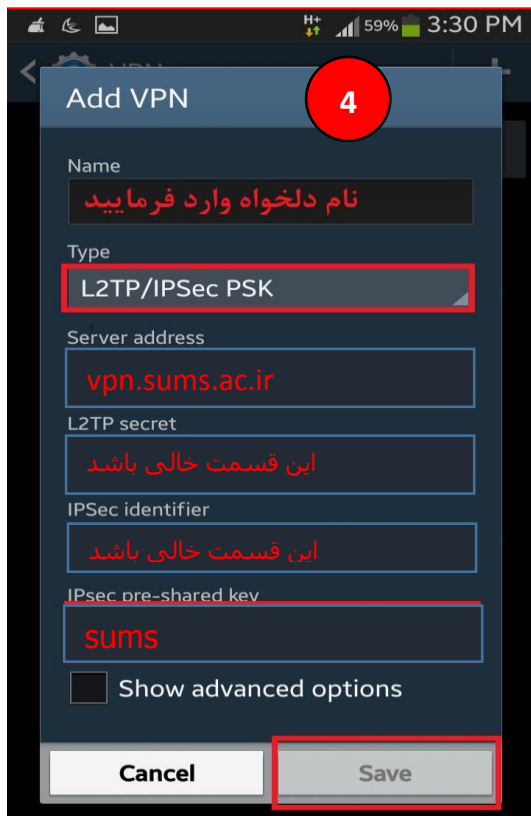 H+ 59% 3:30 PM
VPN
Add VPN
4
Name
نام دلخواه وارد فرمایید
Type
L2TP/IPSec PSK
Server address
vpn.sums.ac.ir
L2TP secret
این قسمت خالی باشد
IPSec identifier
این قسمت خالی باشد
IPsec pre-shared key
sums
Show advanced options
Cancel
Save